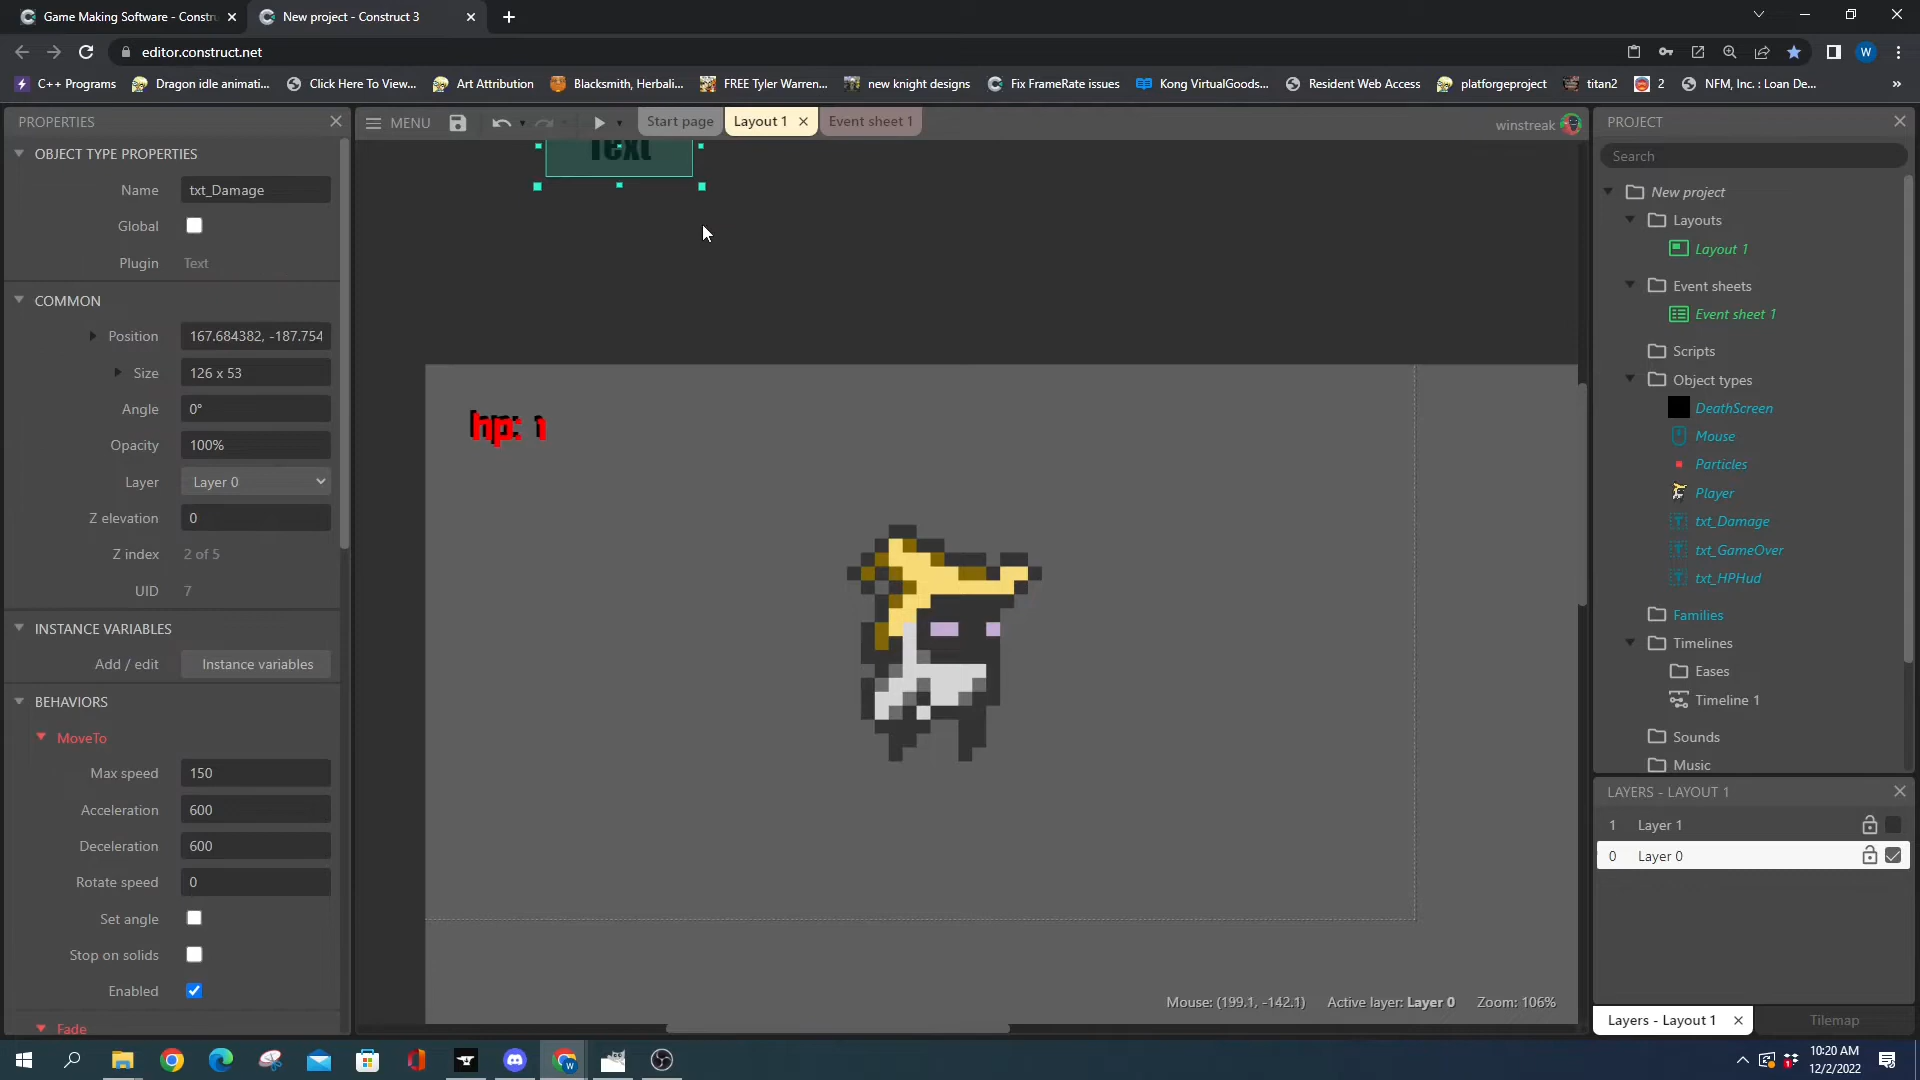 Game Making Software - Constru
New project - Construct 3
editor.construct.net
W
C++ Programs
Dragon idle animati...
Click Here To View...
Art Attribution
Blacksmith, Herbali...
FREE Tyler Warren...
new knight designs
Fix FrameRate issues
Kong VirtualGoods...
Resident Web Access
platforgeproject
titan2
2
NFM, Inc. : Loan De...
»
PROPERTIES
MENU
Start page
Layout 1
Event sheet 1
winstreak
PROJECT
OBJECT TYPE PROPERTIES
Name
txt_Damage
Global
Plugin
Text
COMMON
Position
167.684382, -187.754
Size
126 x 53
Angle
0°
Opacity
100%
Layer
Layer 0
Z elevation
0
Z index
2 of 5
UID
7
INSTANCE VARIABLES
Add / edit
Instance variables
BEHAVIORS
MoveTo
Max speed
150
Acceleration
600
Deceleration
600
Rotate speed
0
Set angle
Stop on solids
Enabled
Fade
Text
hp: 1
Mouse: (199.1, -142.1)
Active layer: Layer 0
Zoom: 106%
Search
New project
Layouts
Layout 1
Event sheets
Event sheet 1
Scripts
Object types
DeathScreen
Mouse
Particles
Player
txt_Damage
txt_GameOver
txt_HPHud
Families
Timelines
Eases
Timeline 1
Sounds
Music
LAYERS - LAYOUT 1
1 Layer 1
0 Layer 0
Layers - Layout 1
Tilemap
10:20 AM
12/2/2022